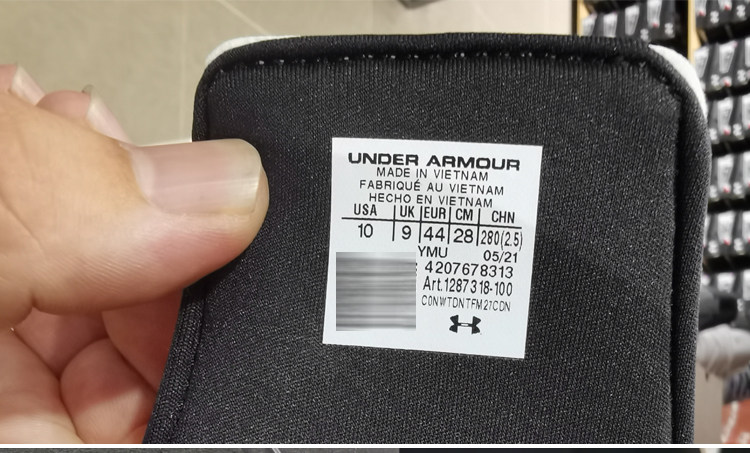 UNDER ARMOUR
MADE IN VIETNAM
FABRIQUÉ AU VIETNAM
HECHO EN VIETNAM
USA UK EUR CM CHN
10 9 44 28 280(2.5)
YMU 05/21
4207678313
Art.1287318-100
CDNWTDNTFM21CDN